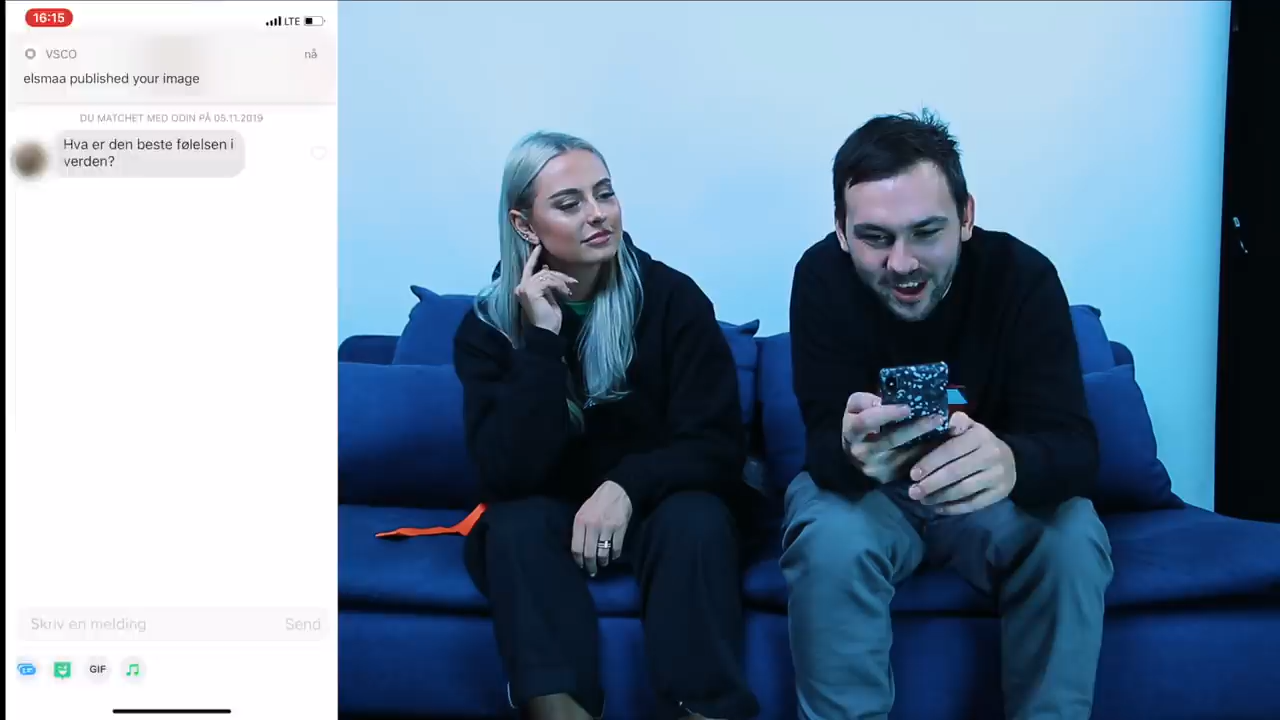 16:15
LTE
VSCO
nå
elsmaa published your image
DU MATCHET MED ODIN PÅ 05.11.2019
Hva er den beste følelsen i
verden?
Skriv en melding
Send
GIF